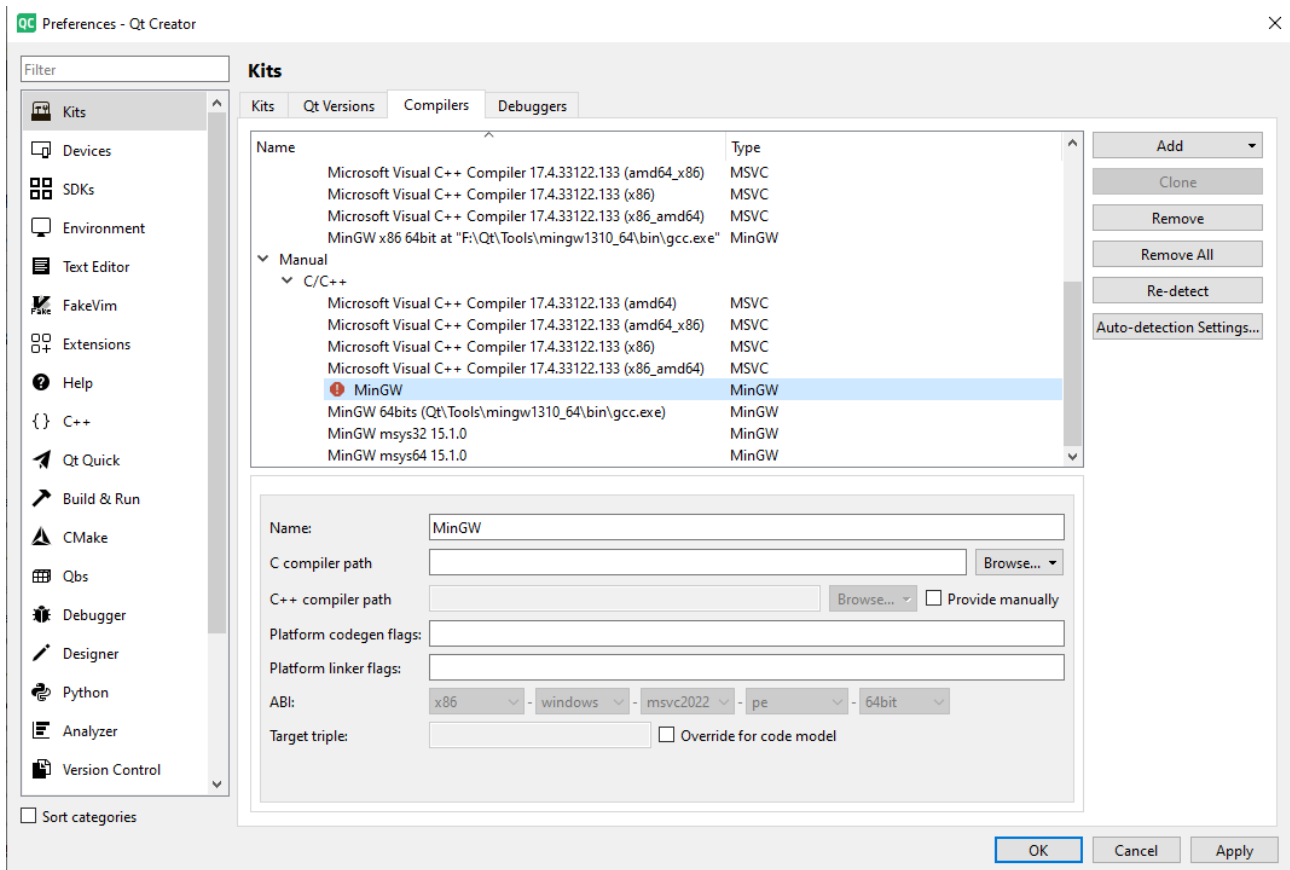 QC Preferences - Qt Creator
Filter
Kits
Devices
SDKs
Environment
Text Editor
FakeVim
Extensions
Help
C++
Qt Quick
Build & Run
CMake
Qbs
Debugger
Designer
Python
Analyzer
Version Control
Sort categories
Kits
Kits Qt Versions Compilers Debuggers
Name Type
Microsoft Visual C++ Compiler 17.4.33122.133 (amd64_x86) MSVC
Microsoft Visual C++ Compiler 17.4.33122.133 (x86) MSVC
Microsoft Visual C++ Compiler 17.4.33122.133 (x86_amd64) MSVC
MinGW x86 64bit at "F:\Qt\Tools\mingw1310_64\bin\gcc.exe" MinGW
Manual
C/C++
Microsoft Visual C++ Compiler 17.4.33122.133 (amd64) MSVC
Microsoft Visual C++ Compiler 17.4.33122.133 (amd64_x86) MSVC
Microsoft Visual C++ Compiler 17.4.33122.133 (x86) MSVC
Microsoft Visual C++ Compiler 17.4.33122.133 (x86_amd64) MSVC
MinGW MinGW
MinGW 64bits (Qt\Tools\mingw1310_64\bin\gcc.exe) MinGW
MinGW msys32 15.1.0 MinGW
MinGW msys64 15.1.0 MinGW
Add
Clone
Remove
Remove All
Re-detect
Auto-detection Settings...
Name: MinGW
C compiler path Browse...
C++ compiler path Browse... Provide manually
Platform codegen flags:
Platform linker flags:
ABI: x86 - windows - msvc2022 - pe - 64bit
Target triple: Override for code model
OK Cancel Apply